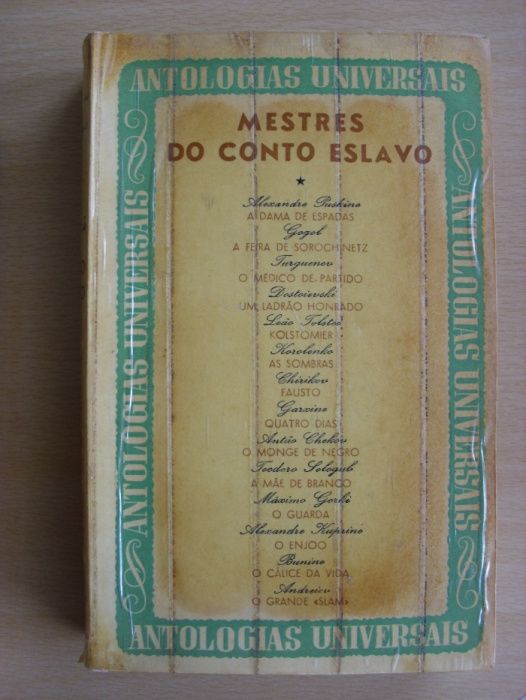 ANTOLOGIAS UNIVERSAIS
MESTRES
DO CONTO ESLAVO
Alexandre Puskine
A DAMA DE ESPADAS
Gogol
A FEIRA DE SOROCHINETZ
Turguenev
O MÉDICO DE PARTIDO
Dostoievski
UM LADRÃO HONRADO
Leão Tolstoi
KOLSTOMIER
Korolenko
AS SOMBRAS
Chirikov
FAUSTO
Garxine
QUATRO DIAS
Antão Chekov
O MONGE DE NEGRO
Teodoro Sologub
A MÃE DE BRANCO
Máximo Gorki
O GUARDA
Alexandre Kuprine
O ENJOO
Bunine
O CÁLICE DA VIDA
Andreiev
O GRANDE «SLAM»
ANTOLOGIAS UNIVERSAIS
ANTOLOGIAS UNIVERSAIS
ANTOLOGIAS UNIVERSAIS